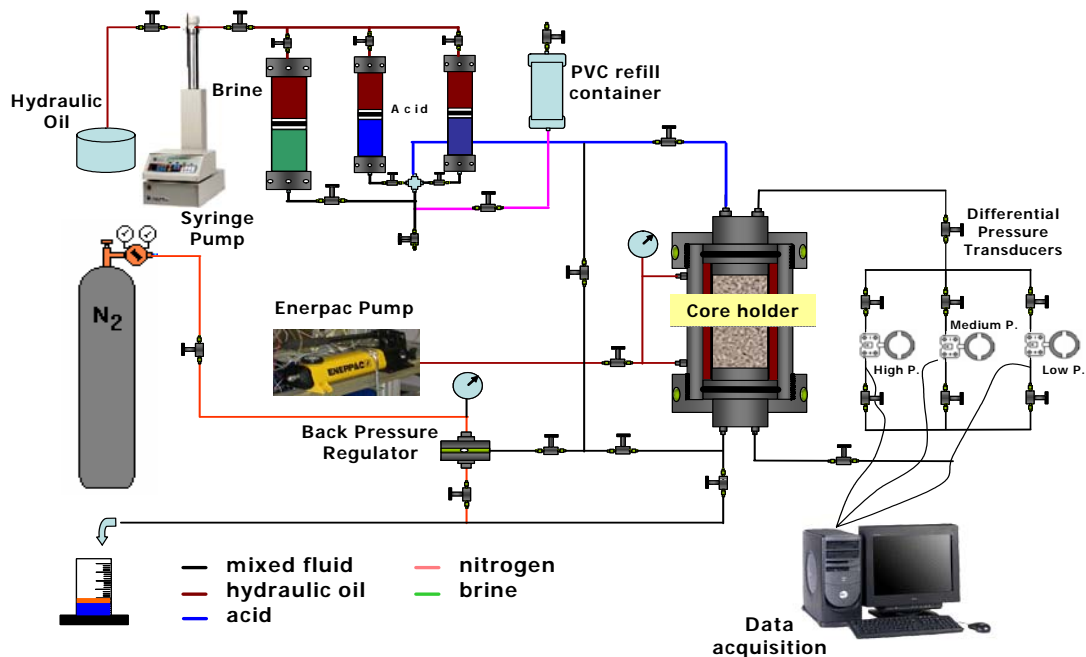 Hydraulic
Oil
Syringe
Pump
Brine
Acid
PVC refill
container
Differential
Pressure
Transducers
N2
Enerpac Pump
ENERPAC
Core holder
High P.
Medium P.
Low P.
Back Pressure
Regulator
mixed fluid
hydraulic oil
acid
nitrogen
brine
Data
acquisition